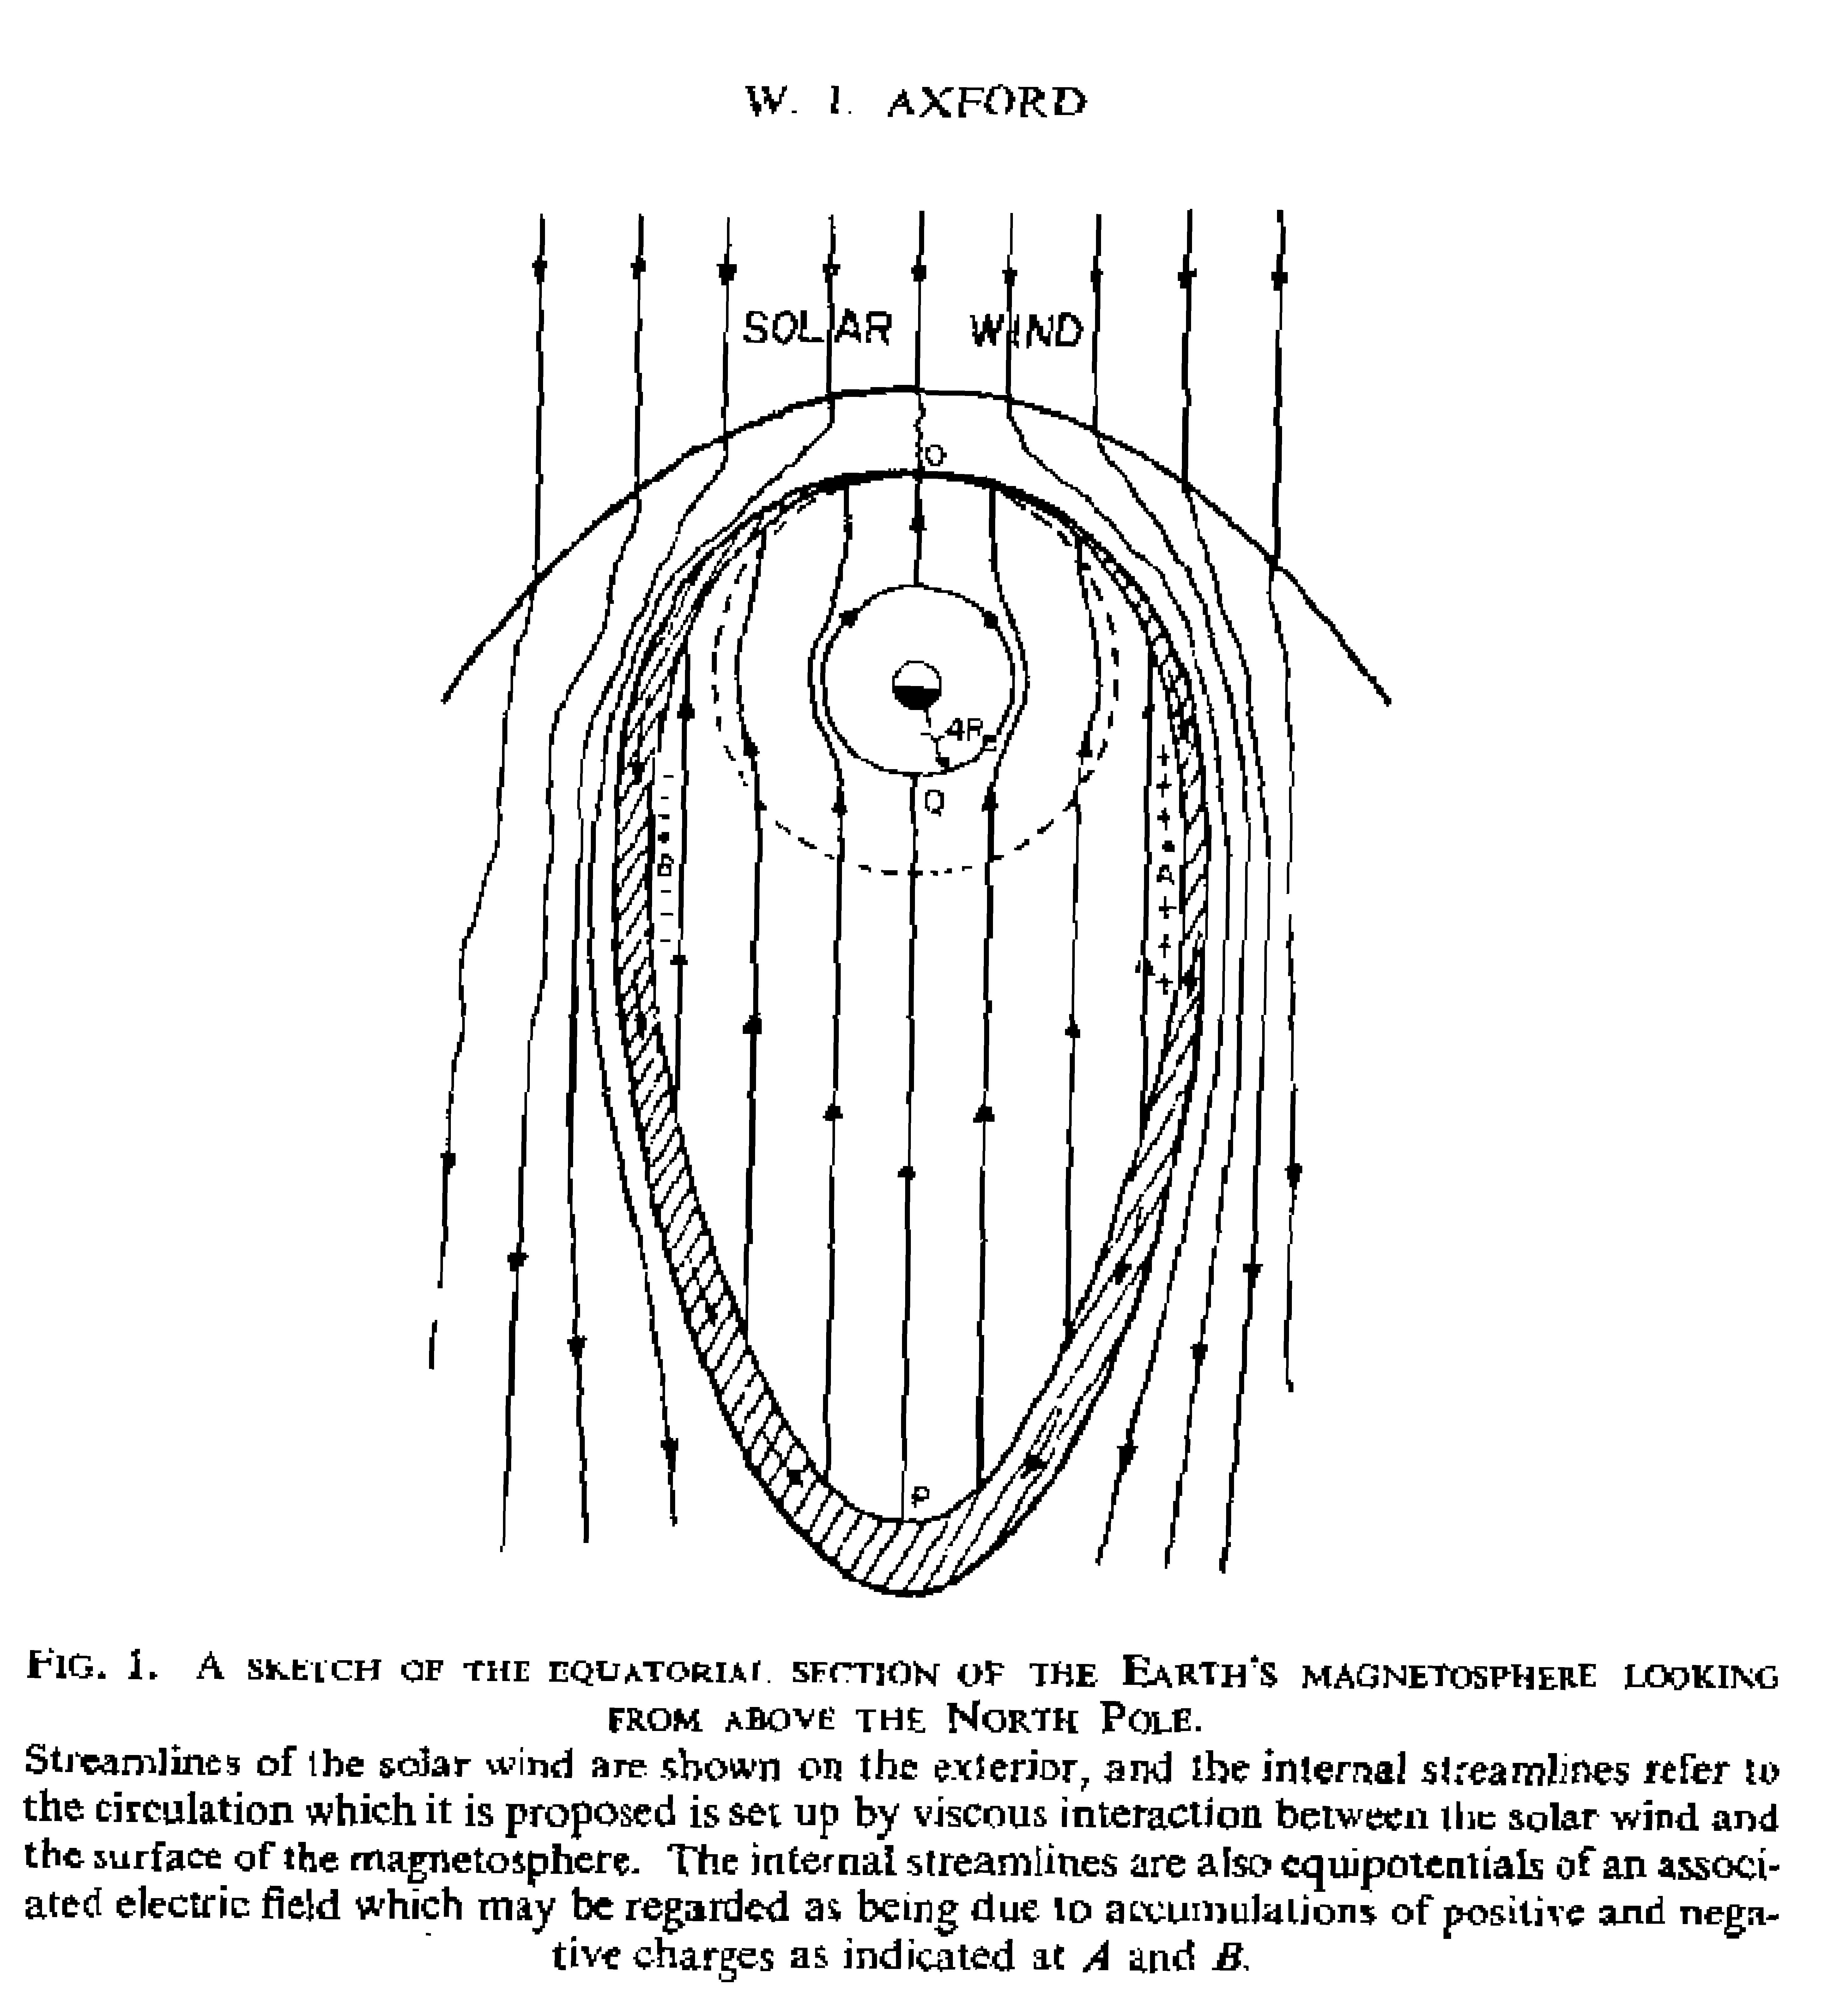 W. I. AXFORD
SOLAR WIND
O
4R_E
Q
B
A
P
FIG. 1. A SKETCH OF THE EQUATORIAL SECTION OF THE EARTH'S MAGNETOSPHERE LOOKING
FROM ABOVE THE NORTH POLE.
Streamlines of the solar wind are shown on the exterior, and the internal streamlines refer to
the circulation which it is proposed is set up by viscous interaction between the solar wind and
the surface of the magnetosphere. The internal streamlines are also equipotentials of an associ-
ated electric field which may be regarded as being due to accumulations of positive and nega-
tive charges as indicated at A and B.